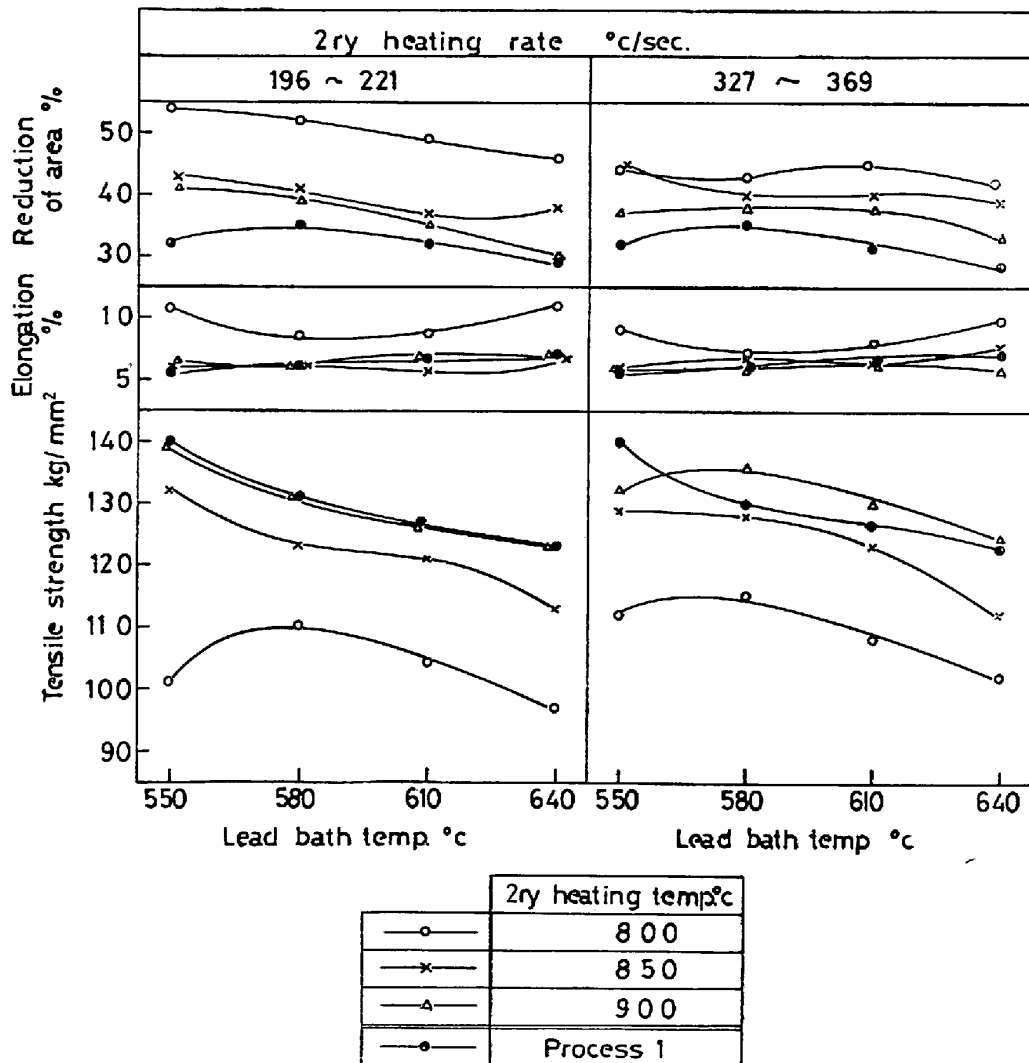 2ry heating rate °c/sec.
196 ~ 221
327 ~ 369
Reduction of area %
50
40
30
Elongation %
10
5
Tensile strength kg/mm²
140
130
120
110
100
90
550 580 610 640
550 580 610 640
Lead bath temp. °c
Lead bath temp °c
2ry heating temp.°c
800
850
900
Process 1